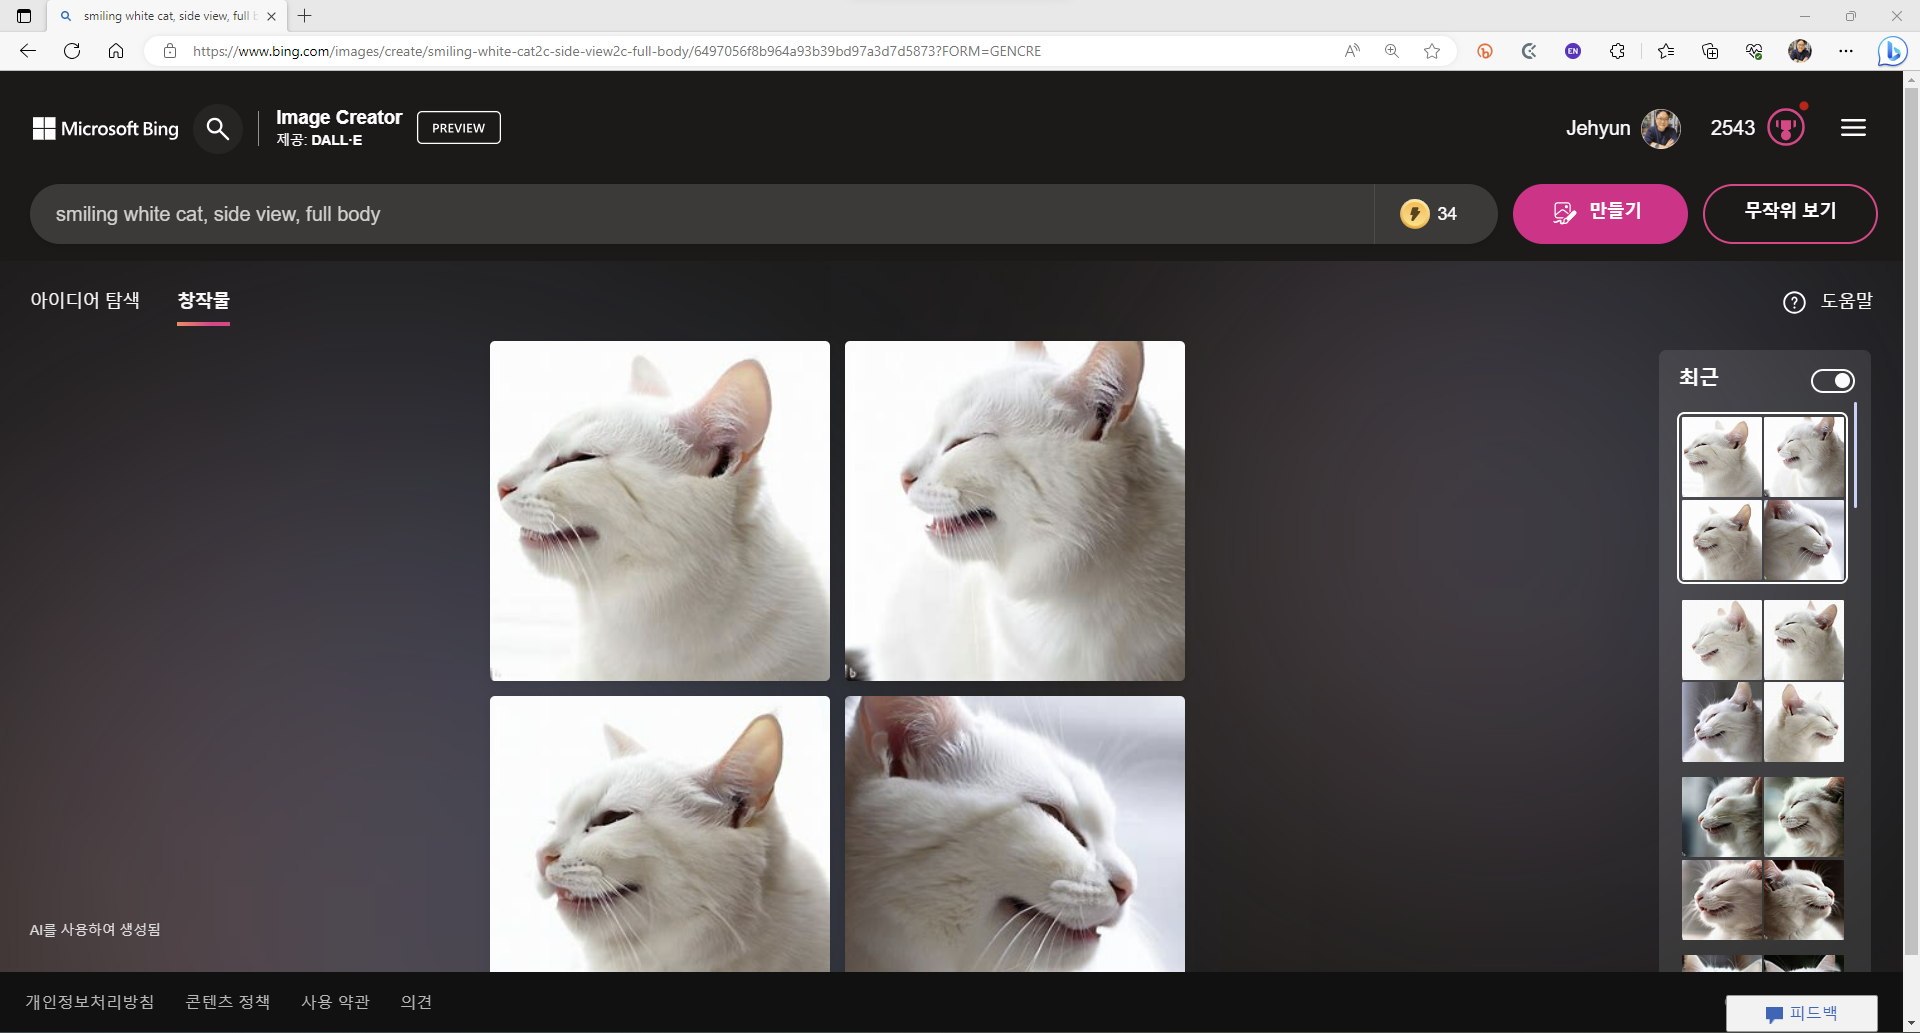 smiling white cat, side view, full b
https://www.bing.com/images/create/smiling-white-cat2c-side-view2c-full-body/6497056f8b964a93b39bd97a3d7d5873?FORM=GENCRE
EN
Microsoft Bing
Image Creator
제공: DALL·E
PREVIEW
Jehyun
2543
smiling white cat, side view, full body
34
만들기
무작위 보기
아이디어 탐색
창작물
도움말
최근
AI를 사용하여 생성됨
개인정보처리방침
콘텐츠 정책
사용 약관
의견
피드백